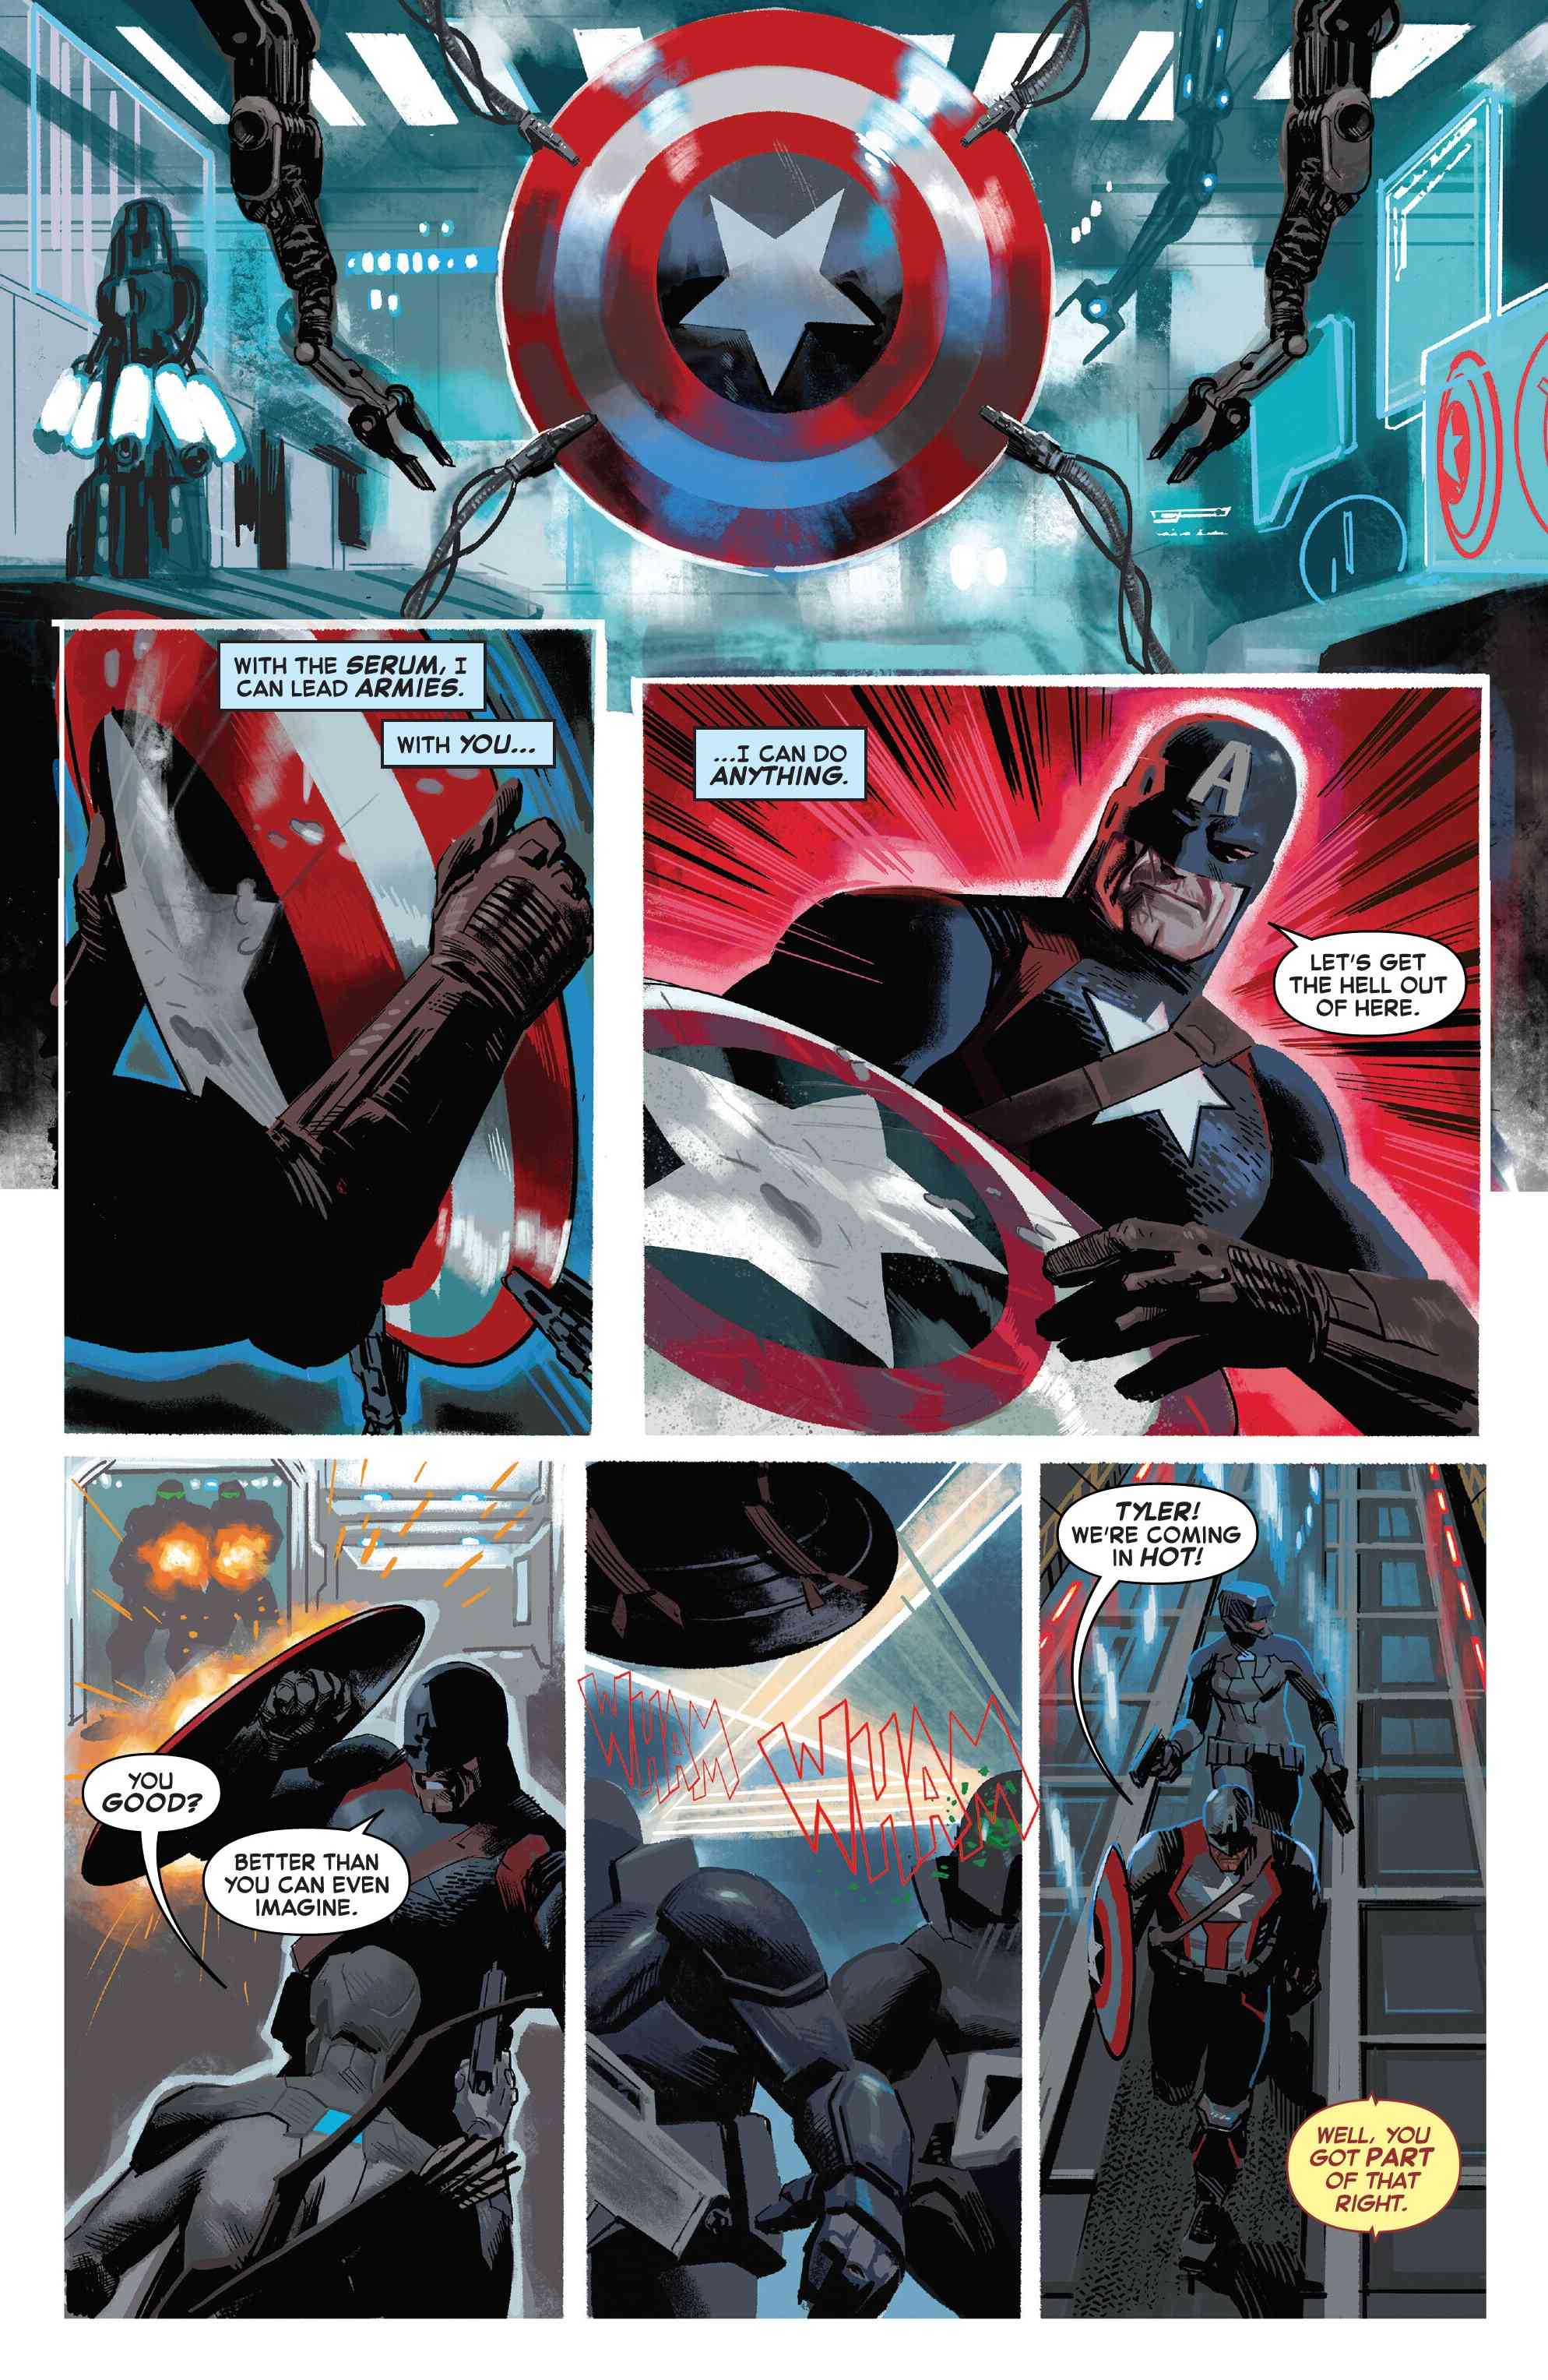 WITH THE SERUM, I
CAN LEAD ARMIES.
WITH YOU...
...I CAN DO
ANYTHING.
A
LET'S GET
THE HELL OUT
OF HERE.
YOU
GOOD?
BETTER THAN
YOU CAN EVEN
IMAGINE.
WHAM
WHAM
TYLER!
WE'RE COMING
IN HOT!
A
WELL, YOU
GOT PART
OF THAT
RIGHT.